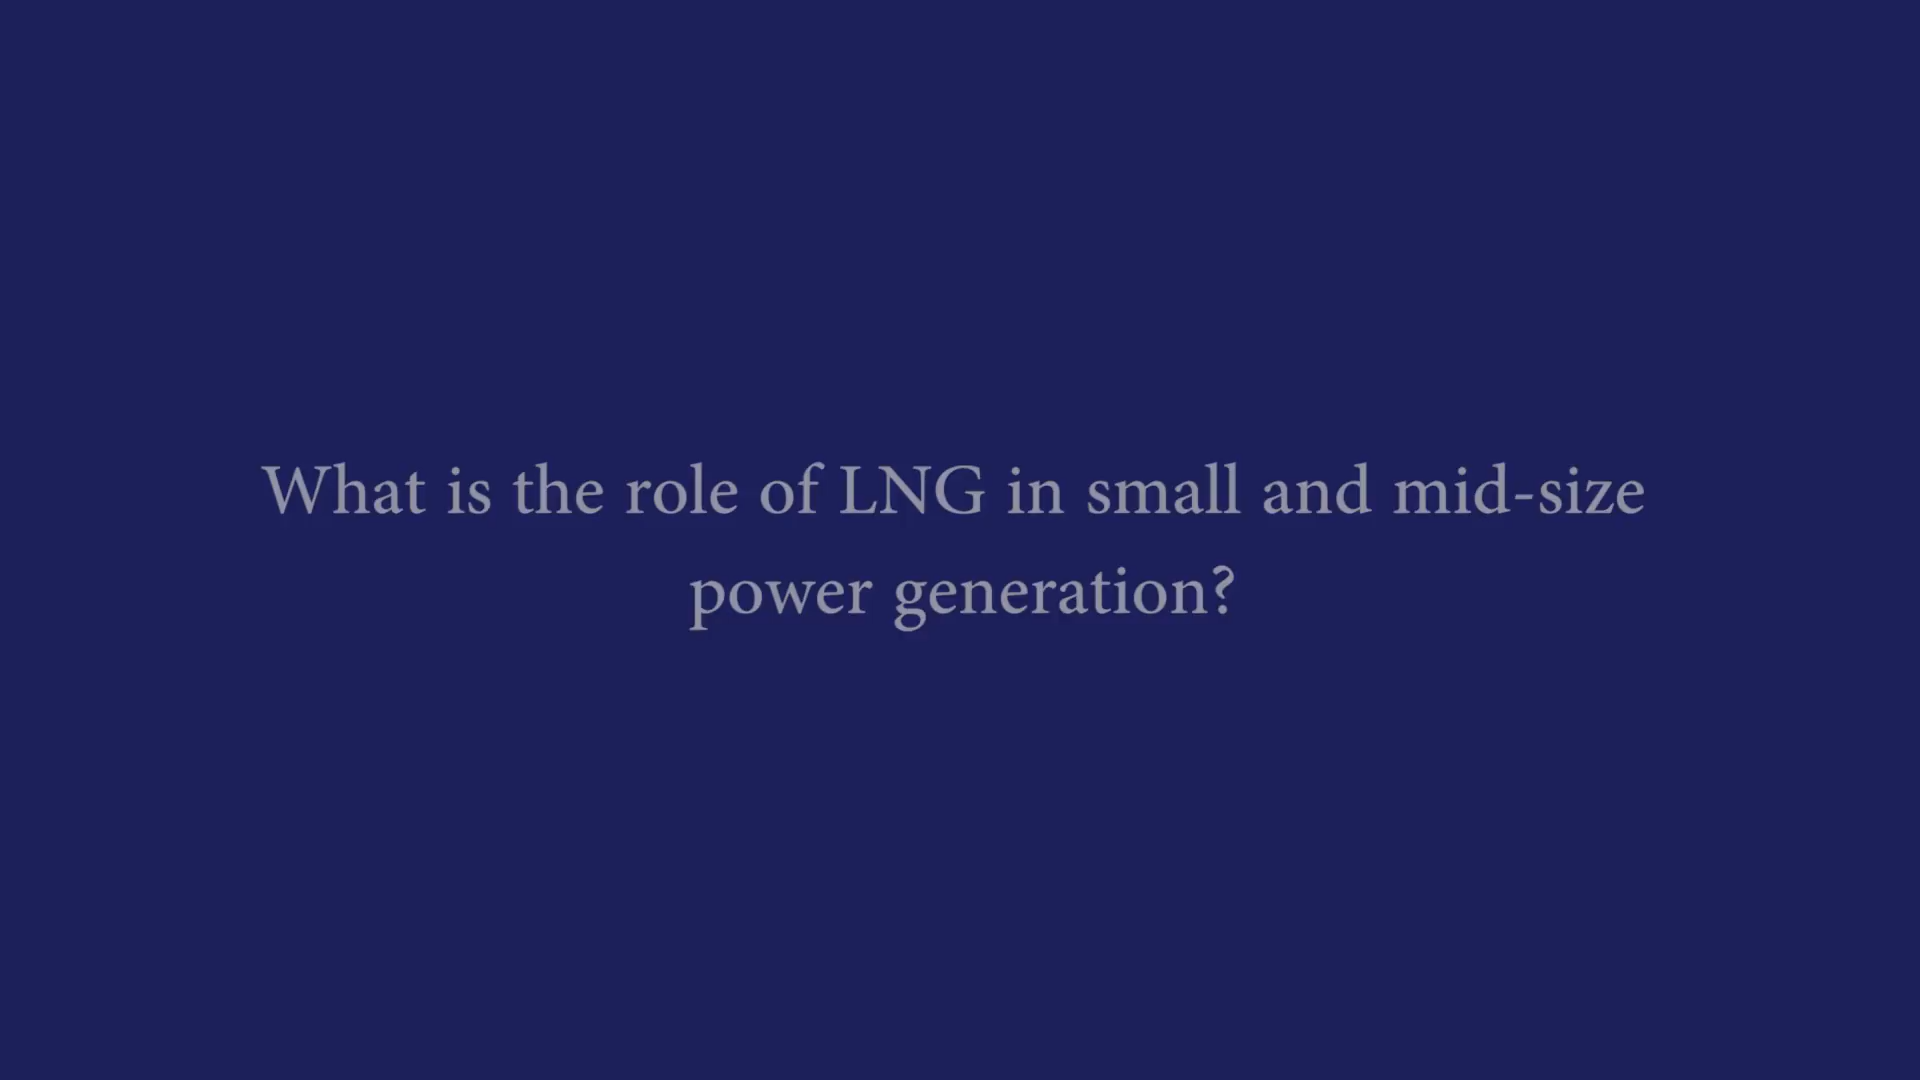 What is the role of LNG in small and mid-size
power generation?